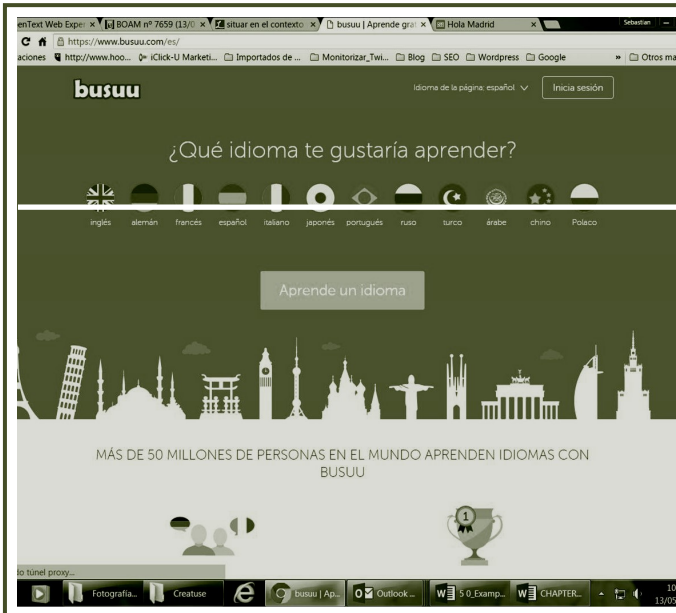 enText Web Exper × BOAM nº 7659 (13/0 × situar en el contexto × busuu | Aprende grat × Hola Madrid × Sebastian
https://www.busuu.com/es/
aciones http://www.hoo... iClick-U Marketi... Importados de ... Monitorizar_Twi... Blog SEO Wordpress Google » Otros ma
busuu Idioma de la página: español Inicia sesión
¿Qué idioma te gustaría aprender?
inglés alemán francés español italiano japonés portugués ruso turco árabe chino Polaco
Aprende un idioma
MÁS DE 50 MILLONES DE PERSONAS EN EL MUNDO APRENDEN IDIOMAS CON
BUSUU
1
do túnel proxy...
Fotografía... Creatuse busuu | Ap... Outlook ... 5 0_Examp... CHAPTER... 10
13/05